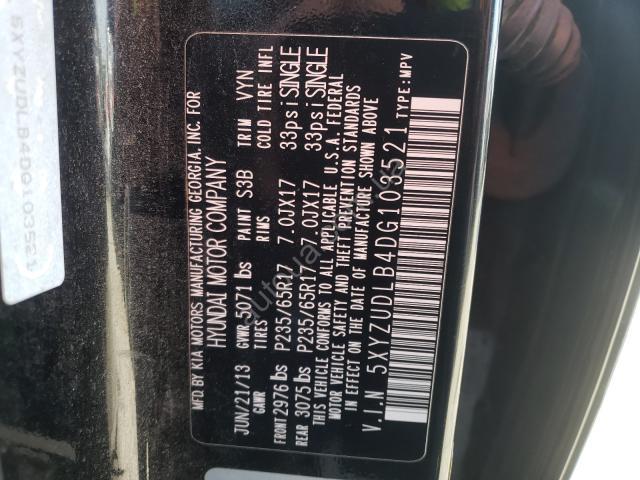 MFD.BY KIA MOTORS MANUFACTURING GEORGIA, INC. FOR
HYUNDAI MOTOR COMPANY
JUN/21/13 GVWR 5071 lbs PAINT S3B TRIM VYN
GAWR TIRES RIMS COLD TIRE INFL
FRONT 2976 lbs P235/65R17 7.0JX17 33psi SINGLE
REAR 3075 lbs P235/65R17 7.0JX17 33psi SINGLE
THIS VEHICLE CONFORMS TO ALL APPLICABLE U.S.A. FEDERAL
MOTOR VEHICLE SAFETY AND THEFT PREVENTION STANDARDS
IN EFFECT ON THE DATE OF MANUFACTURE SHOWN ABOVE
V.I.N 5XYZUDLB4DG103521 TYPE:MPV
5XYZUDLB4DG103521